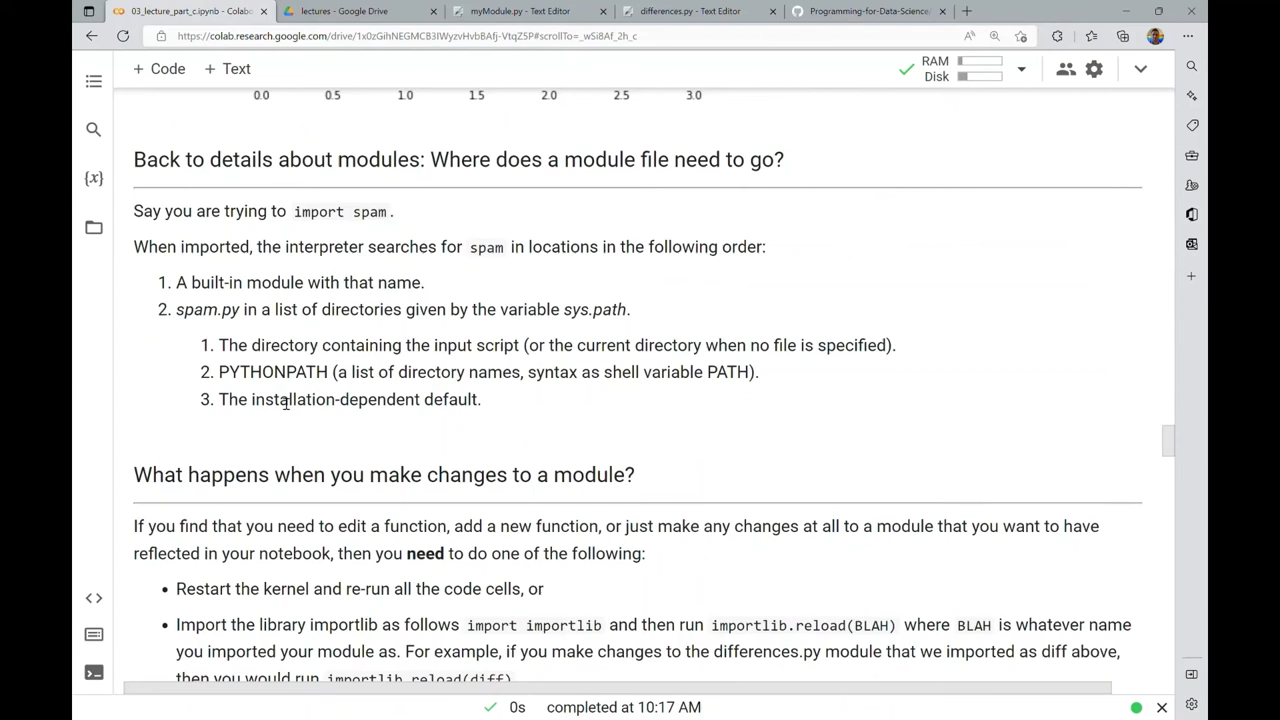 03_lecture_part_c.ipynb - Colabo
lectures - Google Drive
myModule.py - Text Editor
differences.py - Text Editor
Programming-for-Data-Science/
https://colab.research.google.com/drive/1x0zGihNEGMCB3IWyzvHvbBAfj-VtqZ5P#scrollTo=_wSi8Af_2h_c
+ Code + Text
RAM
Disk
0.0 0.5 1.0 1.5 2.0 2.5 3.0
Back to details about modules: Where does a module file need to go?
Say you are trying to import spam.
When imported, the interpreter searches for spam in locations in the following order:
1. A built-in module with that name.
2. spam.py in a list of directories given by the variable sys.path.
1. The directory containing the input script (or the current directory when no file is specified).
2. PYTHONPATH (a list of directory names, syntax as shell variable PATH).
3. The installation-dependent default.
What happens when you make changes to a module?
If you find that you need to edit a function, add a new function, or just make any changes at all to a module that you want to have
reflected in your notebook, then you need to do one of the following:
• Restart the kernel and re-run all the code cells, or
• Import the library importlib as follows import importlib and then run importlib.reload(BLAH) where BLAH is whatever name
you imported your module as. For example, if you make changes to the differences.py module that we imported as diff above,
then you would run importlib.reload(diff)
0s completed at 10:17 AM